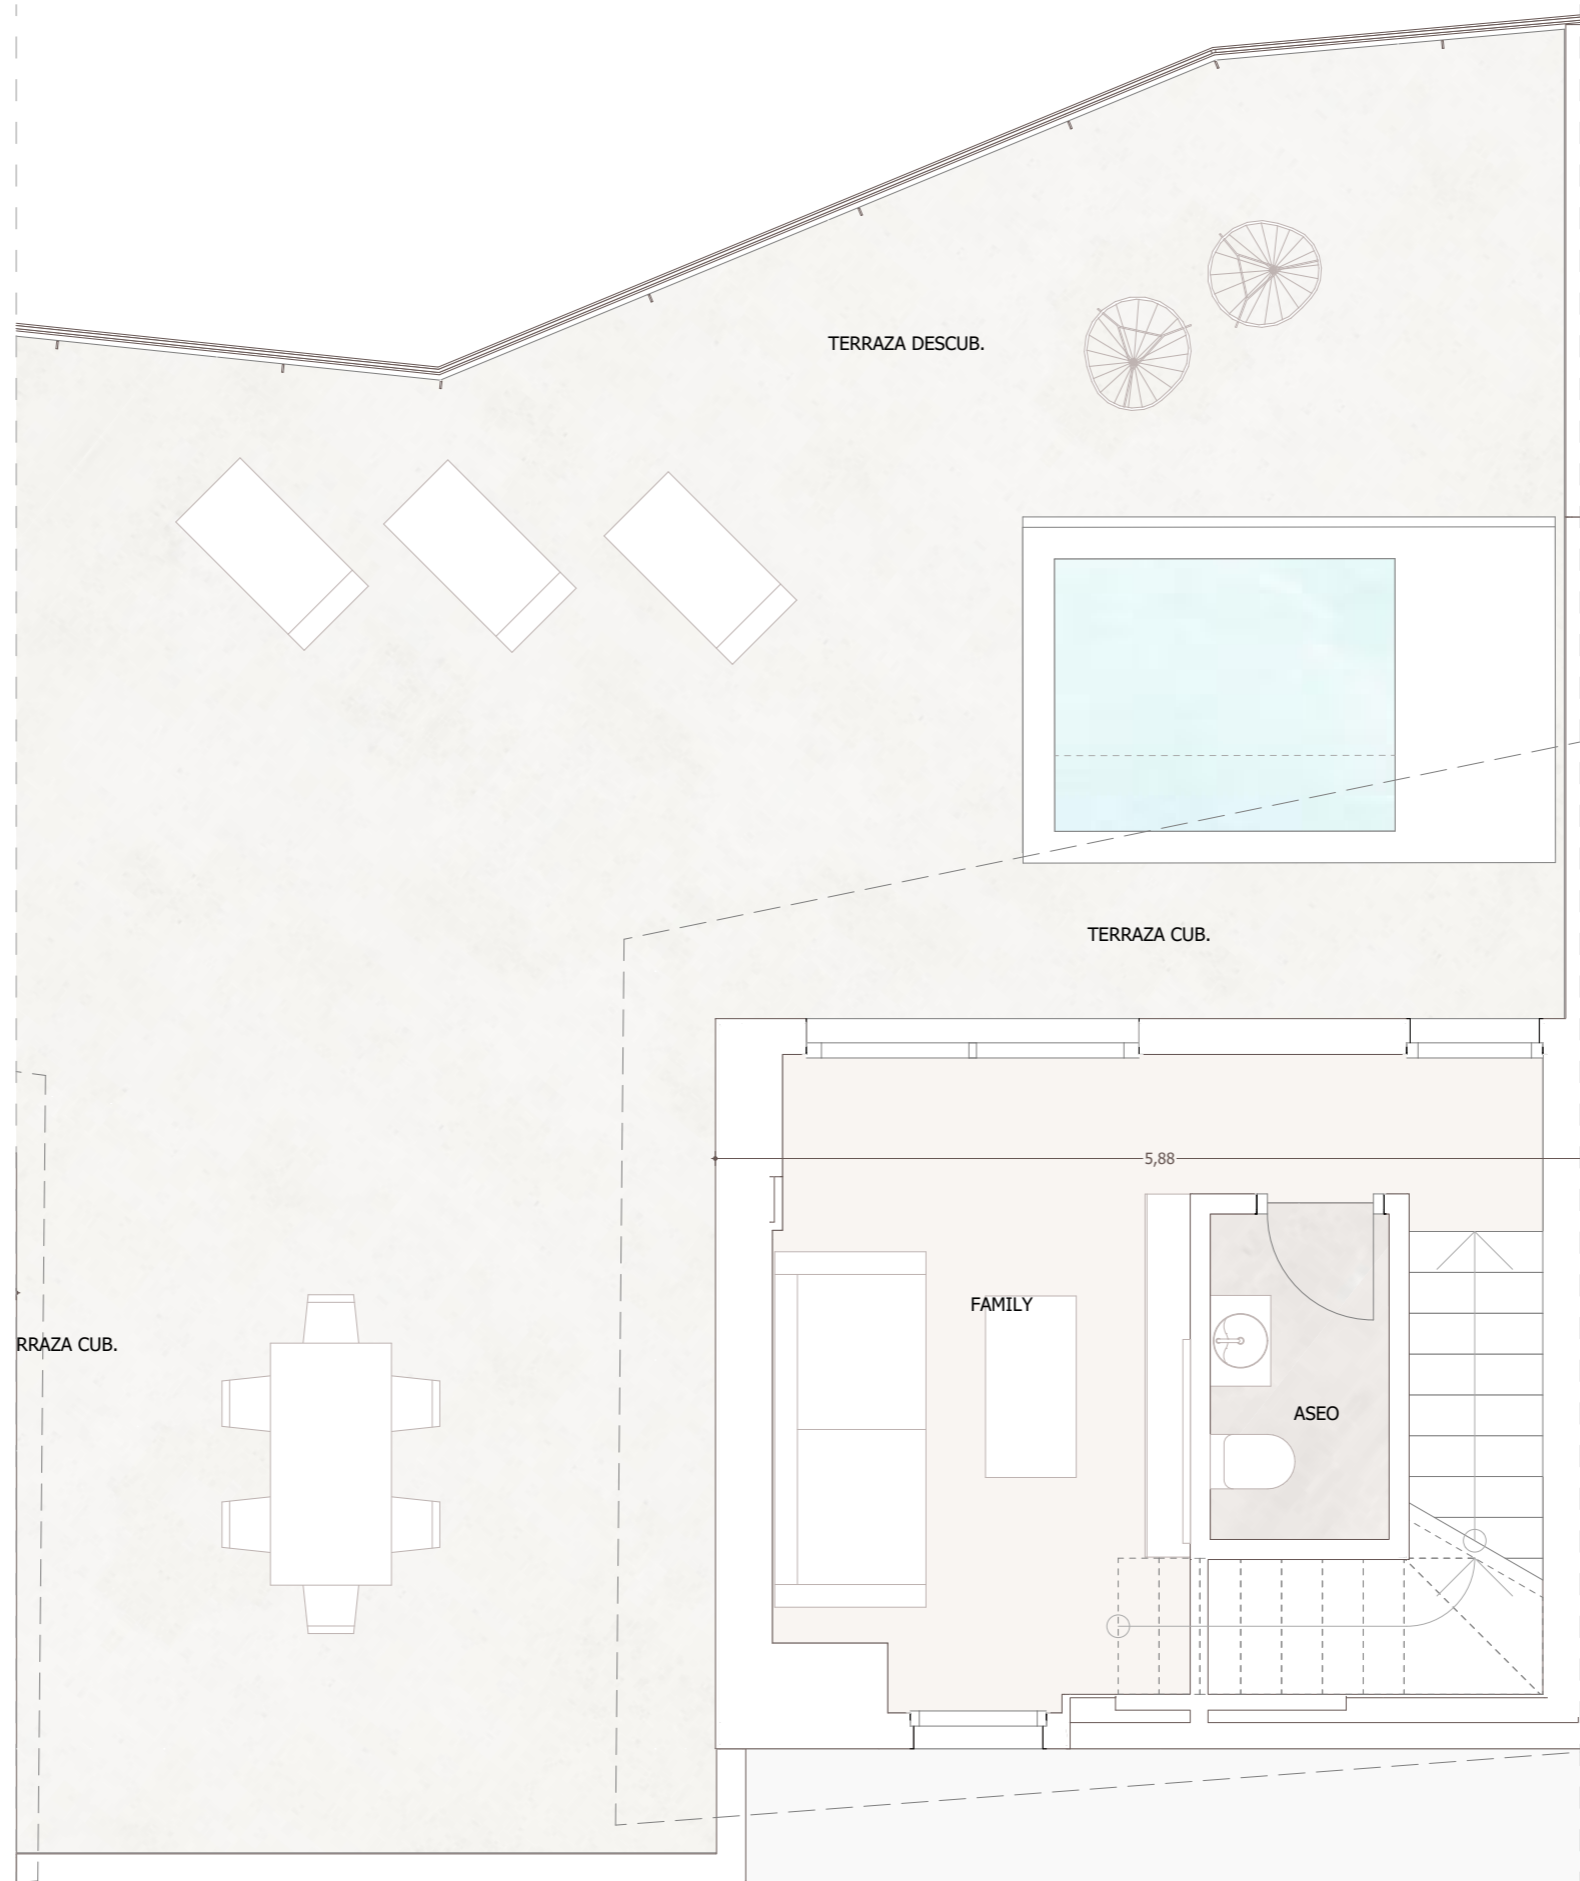 TERRAZA DESCUB.
TERRAZA CUB.
5,88
FAMILY
RRAZA CUB.
ASEO